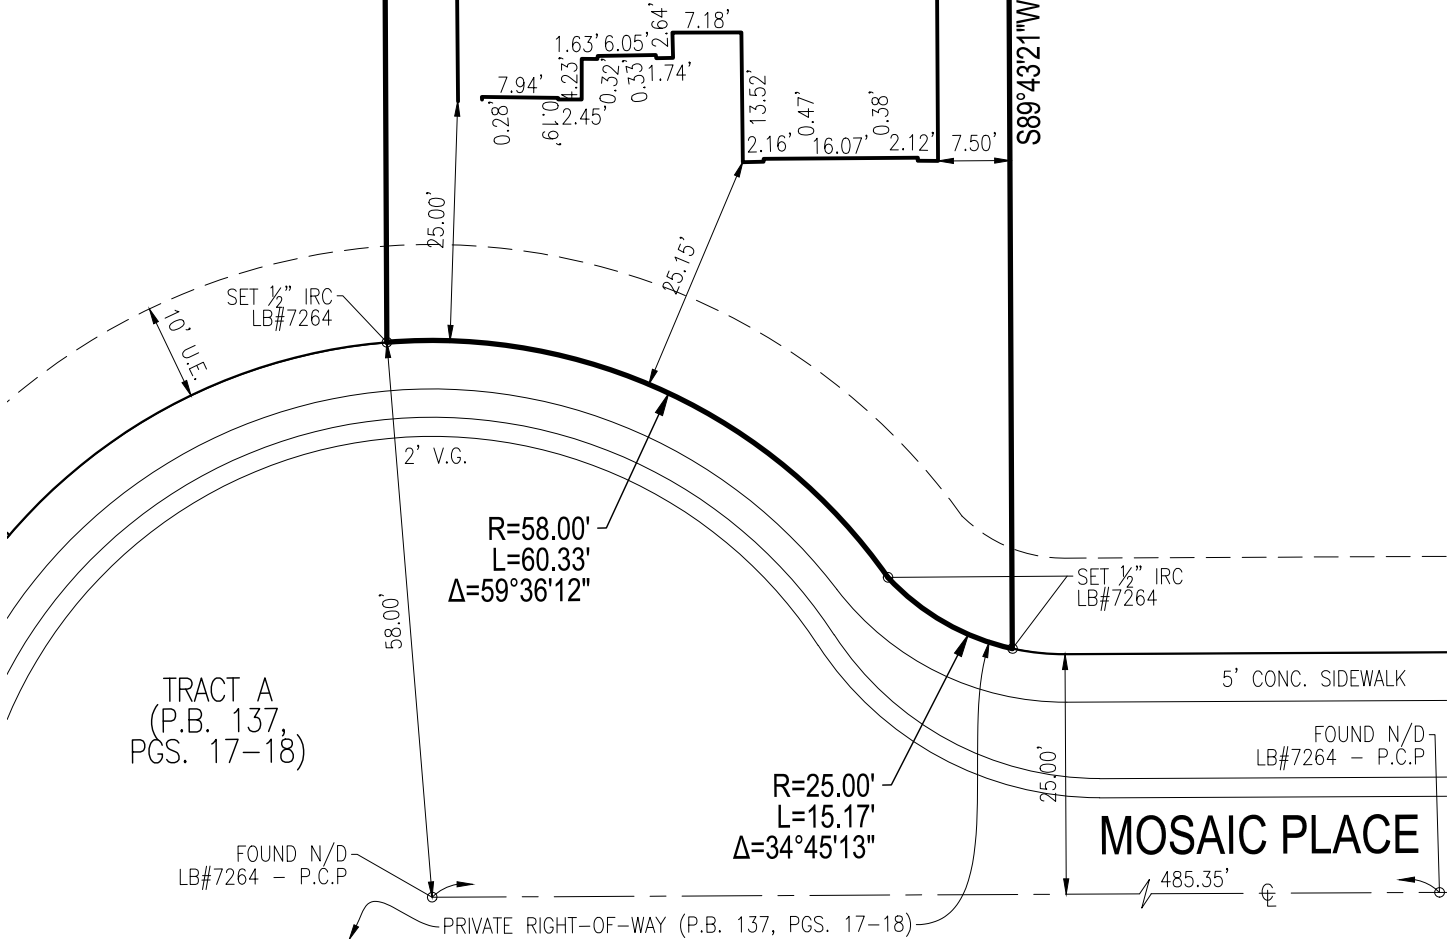 7.18'
2.64'
1.63'
6.05'
1.74'
4.23'
0.32'
0.33'
7.94'
0.28'
0.19'
2.45'
13.52'
2.16'
0.47'
16.07'
0.38'
2.12'
7.50'
S89°43'21"W
25.00'
25.15'
SET ½" IRC
LB#7264
10' U.E.
2' V.G.
R=58.00'
L=60.33'
Δ=59°36'12"
58.00'
SET ½" IRC
LB#7264
TRACT A
(P.B. 137,
PGS. 17-18)
5' CONC. SIDEWALK
FOUND N/D
LB#7264 - P.C.P
25.00'
R=25.00'
L=15.17'
Δ=34°45'13"
MOSAIC PLACE
485.35'
℄
FOUND N/D
LB#7264 - P.C.P
PRIVATE RIGHT-OF-WAY (P.B. 137, PGS. 17-18)